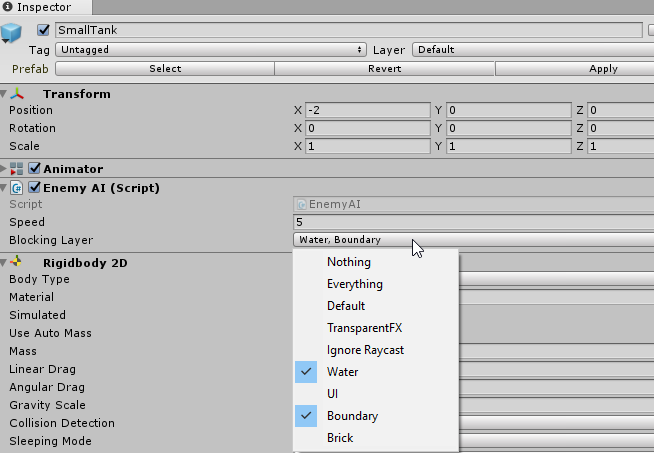 Inspector
SmallTank
Tag Untagged Layer Default
Prefab Select Revert Apply
Transform
Position X -2 Y 0 Z 0
Rotation X 0 Y 0 Z 0
Scale X 1 Y 1 Z 1
Animator
Enemy AI (Script)
Script EnemyAI
Speed 5
Blocking Layer Water, Boundary
Nothing
Rigidbody 2D
Body Type Everything
Material Default
Simulated
Use Auto Mass TransparentFX
Mass Ignore Raycast
Linear Drag Water
Angular Drag UI
Gravity Scale
Collision Detection Boundary
Sleeping Mode Brick